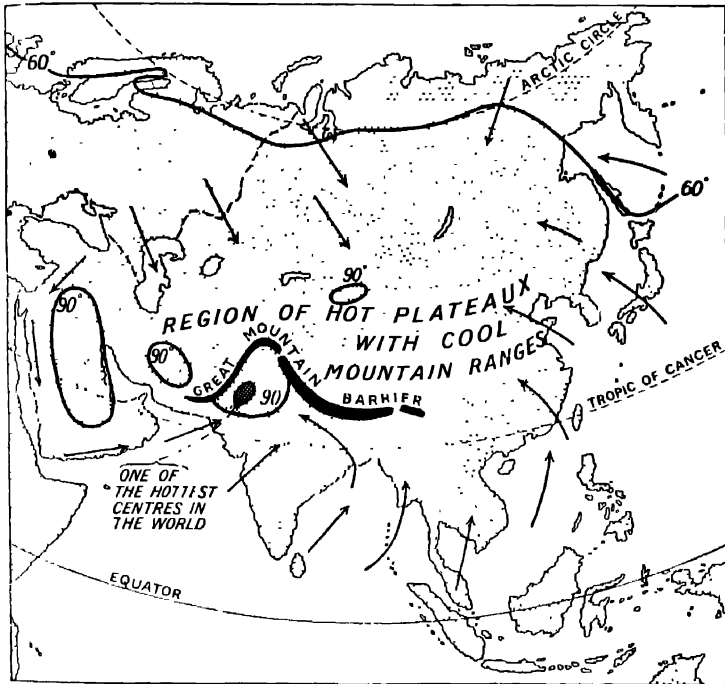 60°
ARCTIC CIRCLE
60°
90°
90°
REGION OF HOT PLATEAUX
WITH COOL
MOUNTAIN RANGES
90°
GREAT MOUNTAIN BARHIER
90
TROPIC OF CANCER
ONE OF
THE HOTTEST
CENTRES IN
THE WORLD
EQUATOR